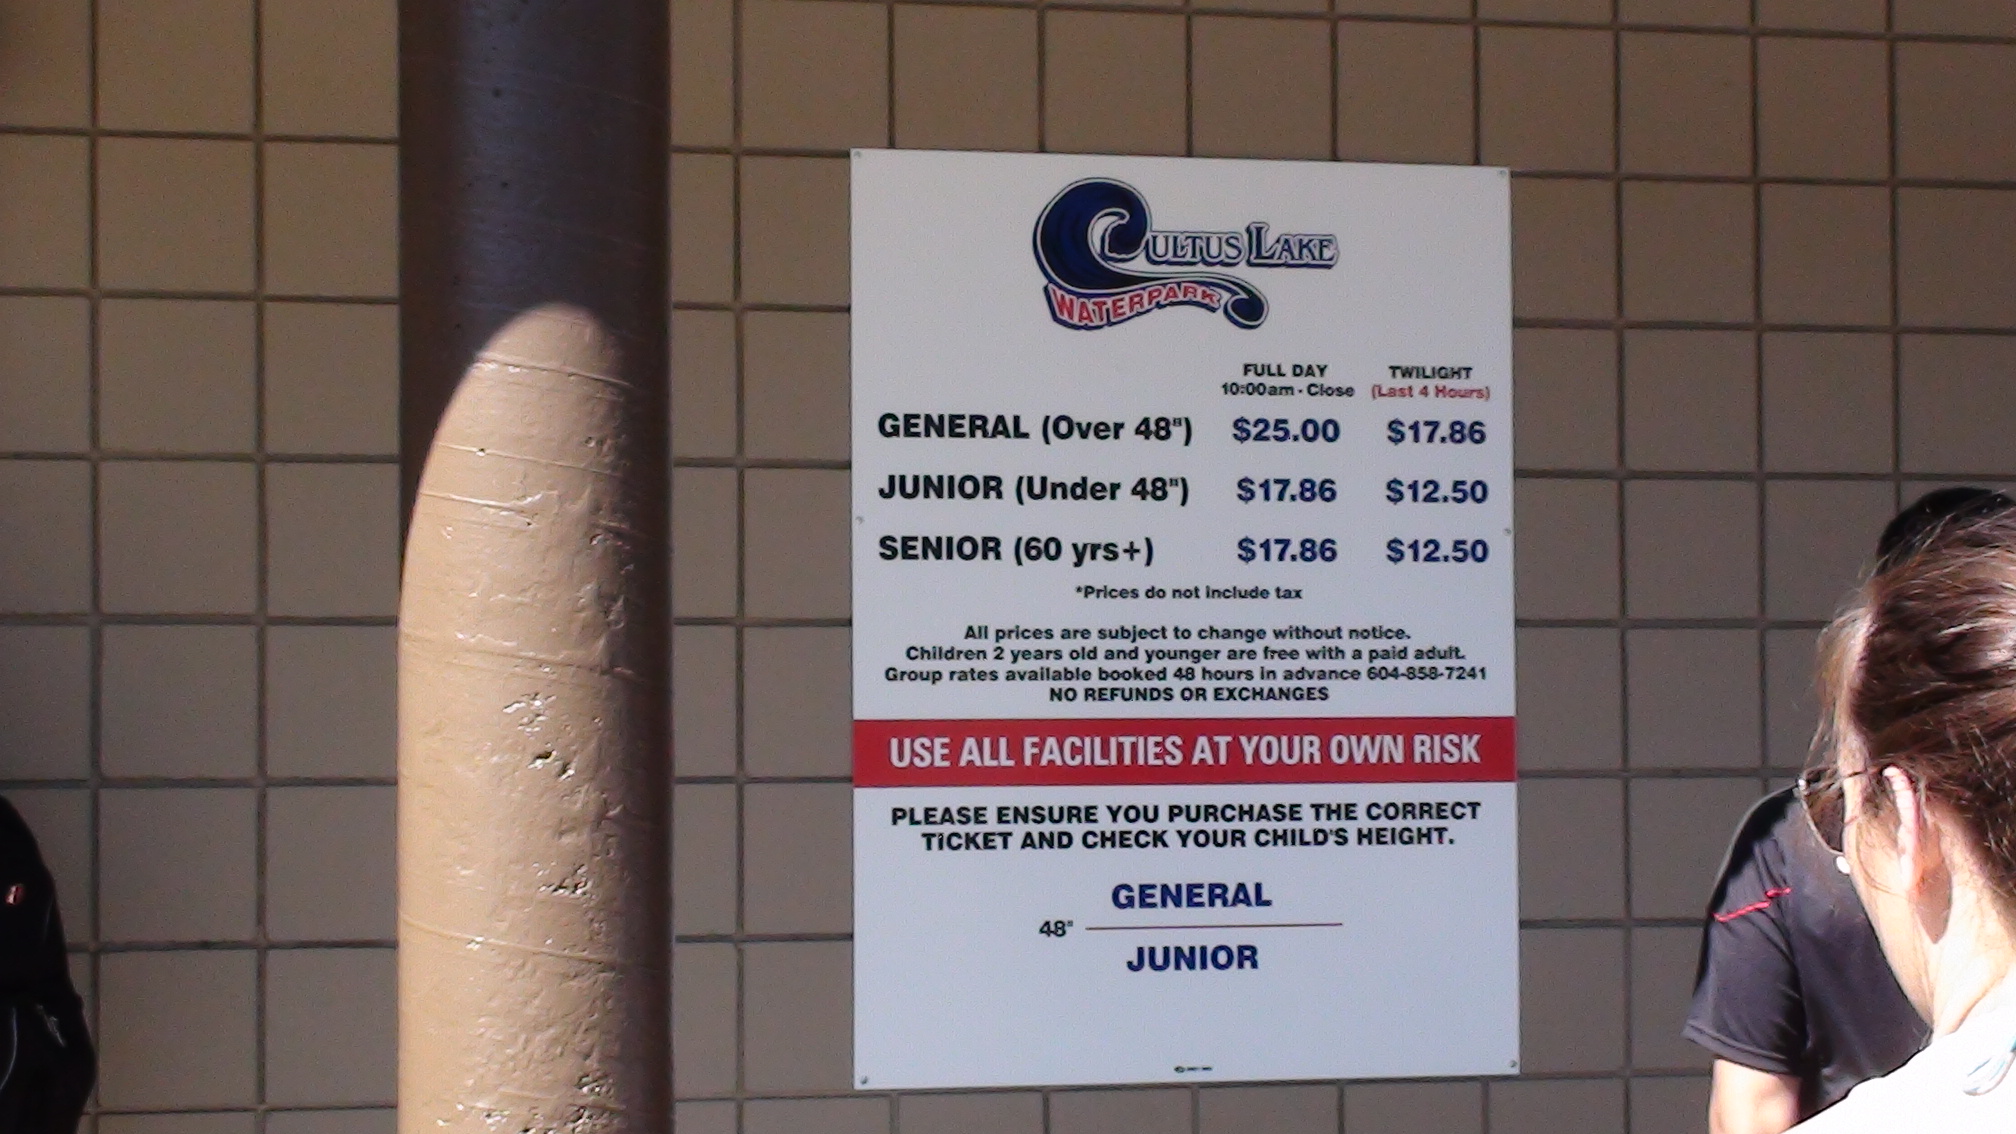 CULTUS LAKE
WATERPARK
FULL DAY TWILIGHT
10:00am - Close (Last 4 Hours)
GENERAL (Over 48") $25.00 $17.86
JUNIOR (Under 48") $17.86 $12.50
SENIOR (60 yrs+) $17.86 $12.50
*Prices do not include tax
All prices are subject to change without notice.
Children 2 years old and younger are free with a paid adult.
Group rates available booked 48 hours in advance 604-858-7241
NO REFUNDS OR EXCHANGES
USE ALL FACILITIES AT YOUR OWN RISK
PLEASE ENSURE YOU PURCHASE THE CORRECT
TICKET AND CHECK YOUR CHILD'S HEIGHT.
GENERAL
48"
JUNIOR